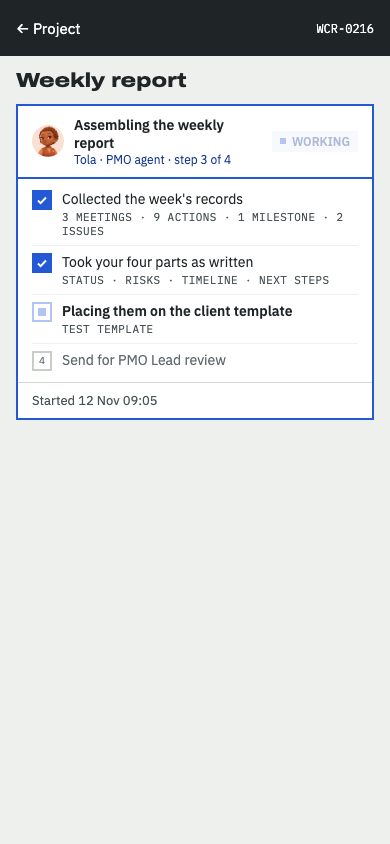 ← Project
WCR-0216
Weekly report
Assembling the weekly
report
Tola · PMO agent · step 3 of 4
WORKING
Collected the week's records
3 MEETINGS · 9 ACTIONS · 1 MILESTONE · 2
ISSUES
Took your four parts as written
STATUS · RISKS · TIMELINE · NEXT STEPS
Placing them on the client template
TEST TEMPLATE
4
Send for PMO Lead review
Started 12 Nov 09:05